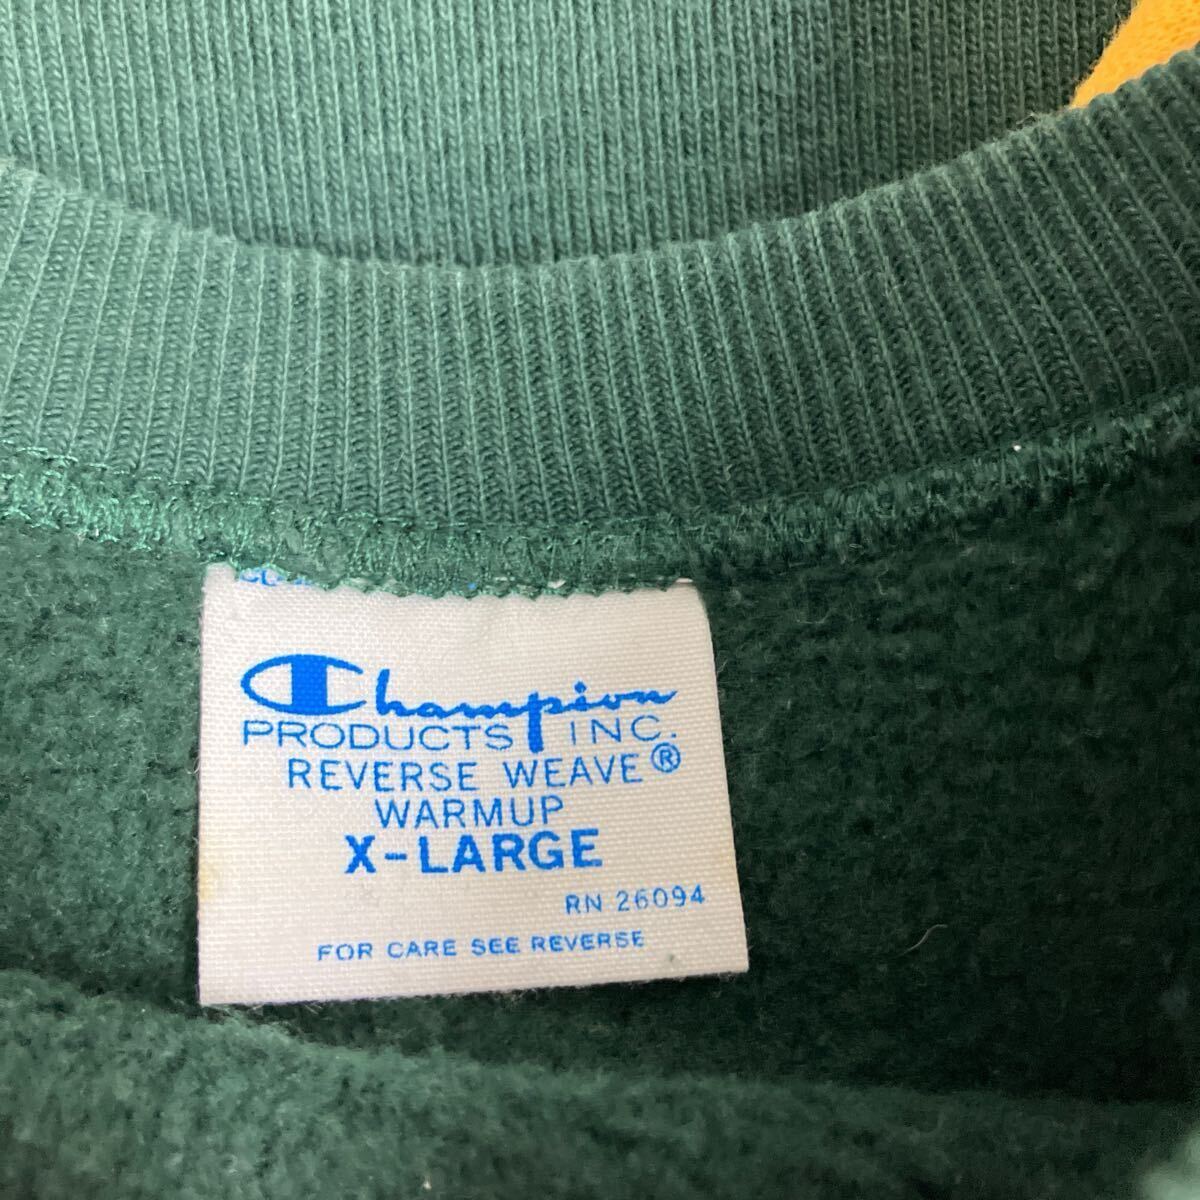 Champion
PRODUCTS INC.
REVERSE WEAVE®
WARMUP
X-LARGE
RN 26094
FOR CARE SEE REVERSE